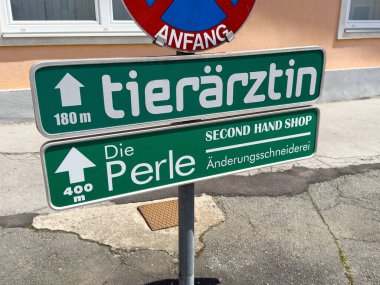 ANFANG
tierärztin
180 m
Die
Perle
400
m
SECOND HAND SHOP
Änderungsschneiderei